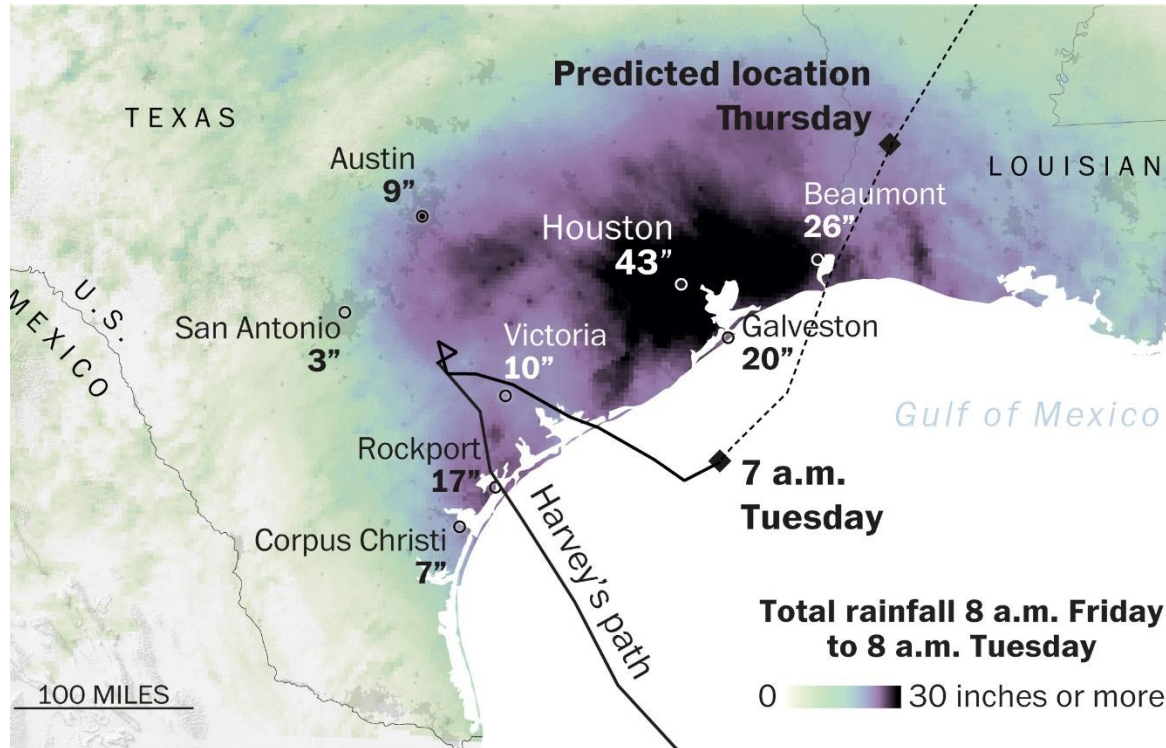 Predicted location
Thursday
TEXAS
LOUISIAN
Austin
9”
Beaumont
26”
Houston
43”
U.S.
MEXICO
San Antonio
3”
Victoria
10”
Galveston
20”
Gulf of Mexico
Rockport
17”
7 a.m.
Tuesday
Harvey’s path
Corpus Christi
7”
Total rainfall 8 a.m. Friday
to 8 a.m. Tuesday
100 MILES
0 30 inches or more